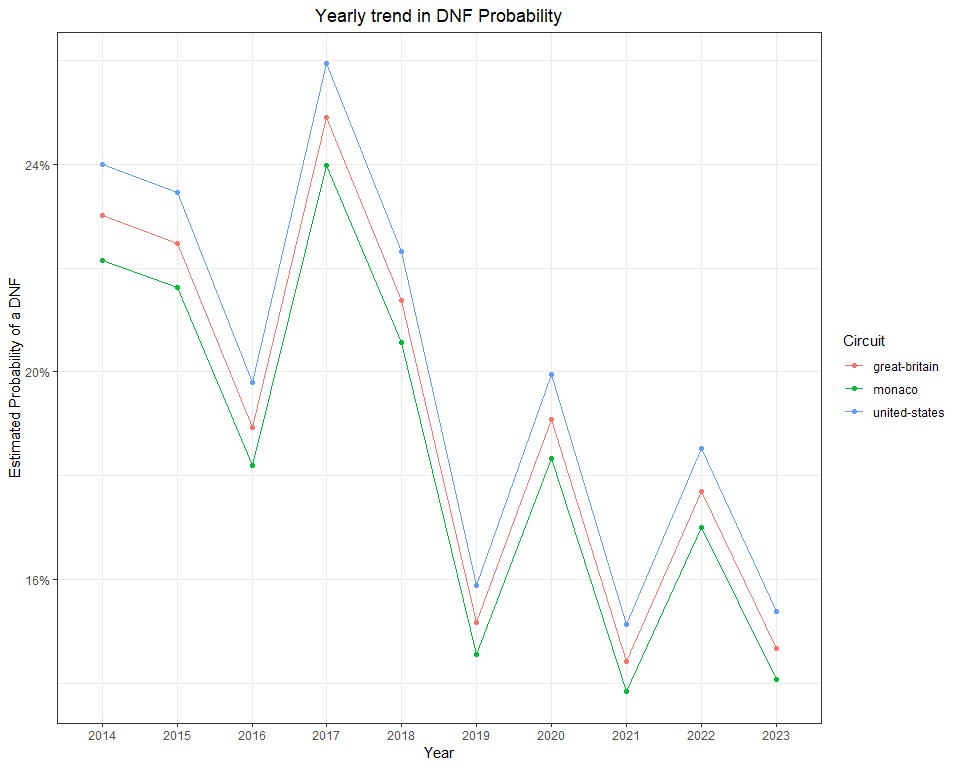 Yearly trend in DNF Probability
Estimated Probability of a DNF
24%
20%
16%
2014 2015 2016 2017 2018 2019 2020 2021 2022 2023
Year
Circuit
great-britain
monaco
united-states